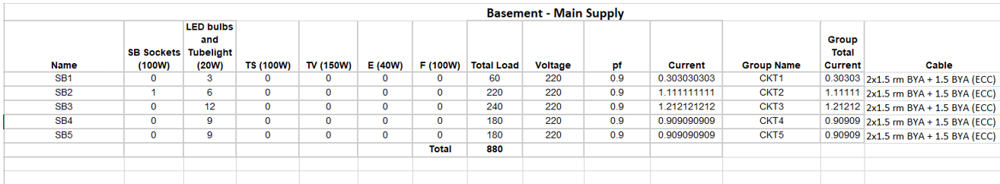 Basement - Main Supply
Name SB Sockets (100W) LED bulbs and Tubelight (20W) TS (100W) TV (150W) E (40W) F (100W) Total Load Voltage pf Current Group Name Group Total Current Cable
SB1 0 3 0 0 0 0 60 220 0.9 0.303030303 CKT1 0.30303 2x1.5 rm BYA + 1.5 BYA (ECC)
SB2 1 6 0 0 0 0 220 220 0.9 1.111111111 CKT2 1.11111 2x1.5 rm BYA + 1.5 BYA (ECC)
SB3 0 12 0 0 0 0 240 220 0.9 1.212121212 CKT3 1.21212 2x1.5 rm BYA + 1.5 BYA (ECC)
SB4 0 9 0 0 0 0 180 220 0.9 0.909090909 CKT4 0.90909 2x1.5 rm BYA + 1.5 BYA (ECC)
SB5 0 9 0 0 0 0 180 220 0.9 0.909090909 CKT5 0.90909 2x1.5 rm BYA + 1.5 BYA (ECC)
Total 880